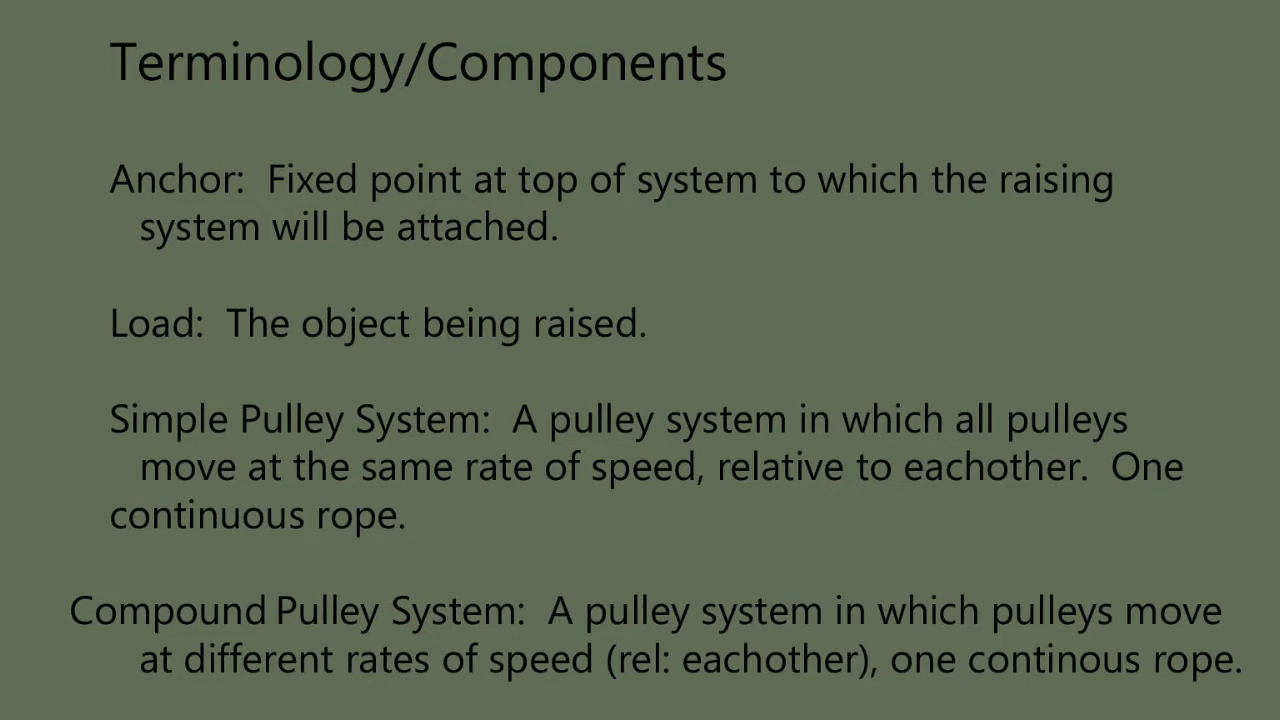 Terminology/Components
Anchor:  Fixed point at top of system to which the raising
system will be attached.
Load:  The object being raised.
Simple Pulley System:  A pulley system in which all pulleys
move at the same rate of speed, relative to eachother.  One
continuous rope.
Compound Pulley System:  A pulley system in which pulleys move
at different rates of speed (rel: eachother), one continous rope.